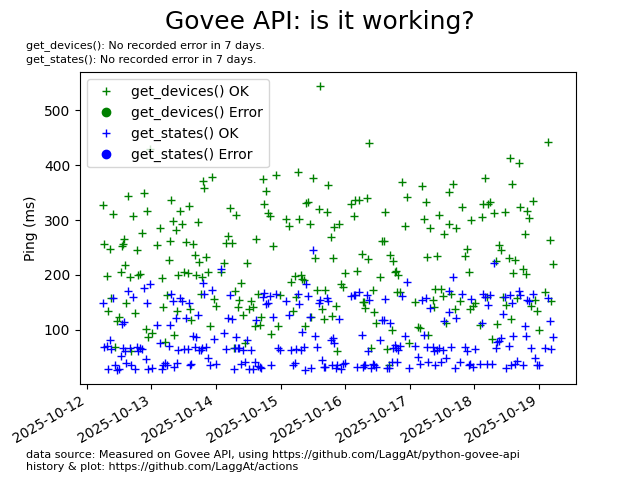 Govee API: is it working?
get_devices(): No recorded error in 7 days.
get_states(): No recorded error in 7 days.
get_devices() OK
get_devices() Error
get_states() OK
get_states() Error
Ping (ms)
500
400
300
200
100
2025-10-12
2025-10-13
2025-10-14
2025-10-15
2025-10-16
2025-10-17
2025-10-18
2025-10-19
data source: Measured on Govee API, using https://github.com/LaggAt/python-govee-api
history & plot: https://github.com/LaggAt/actions